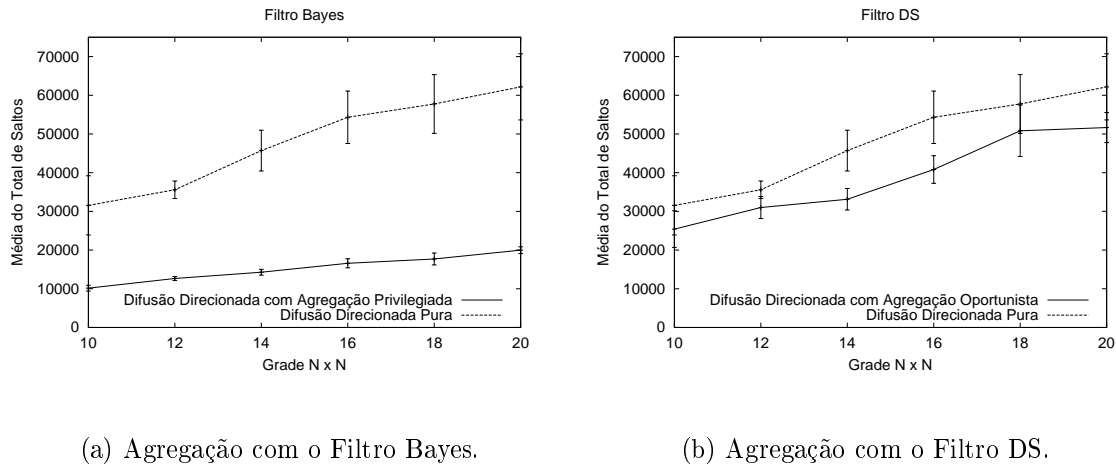 Filtro Bayes
Média do Total de Saltos
70000
60000
50000
40000
30000
20000
10000
0
Difusão Direcionada com Agregação Privilegiada
Difusão Direcionada Pura
10 12 14 16 18 20
Grade N x N
(a) Agregação com o Filtro Bayes.
Filtro DS
Média do Total de Saltos
70000
60000
50000
40000
30000
20000
10000
0
Difusão Direcionada com Agregação Oportunista
Difusão Direcionada Pura
10 12 14 16 18 20
Grade N x N
(b) Agregação com o Filtro DS.